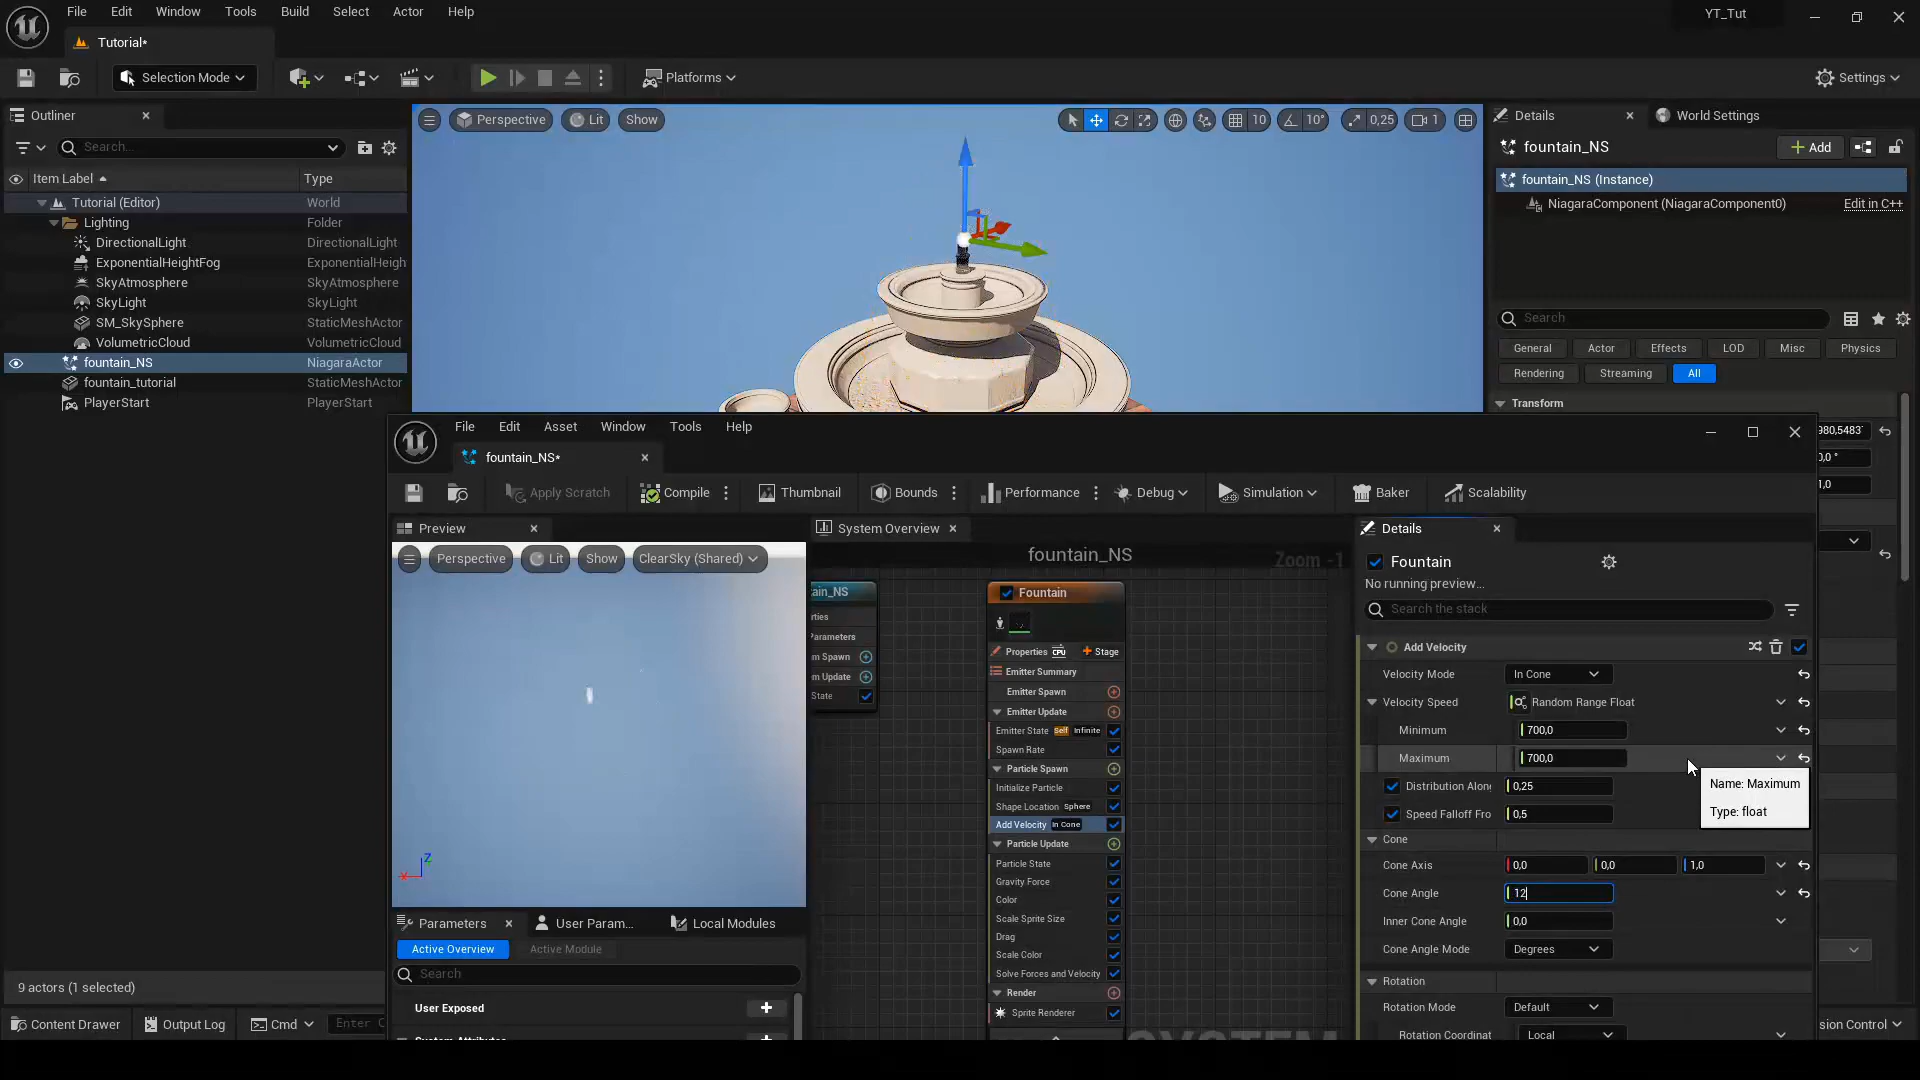 File Edit Window Tools Build Select Actor Help
YT_Tut
Tutorial*
Selection Mode
Platforms
Settings
Outliner
Search...
Item Label
Type
Tutorial (Editor)
World
Lighting
Folder
DirectionalLight
DirectionalLight
ExponentialHeightFog
ExponentialHeigh
SkyAtmosphere
SkyAtmosphere
SkyLight
SkyLight
SM_SkySphere
StaticMeshActor
VolumetricCloud
VolumetricCloud
fountain_NS
NiagaraActor
fountain_tutorial
StaticMeshActor
PlayerStart
PlayerStart
9 actors (1 selected)
Content Drawer
Output Log
Cmd
Enter C
Perspective
Lit
Show
10
10°
0,25
1
Details
World Settings
fountain_NS
Add
fountain_NS (Instance)
NiagaraComponent (NiagaraComponent0)
Edit in C++
Search
General
Actor
Effects
LOD
Misc
Physics
Rendering
Streaming
All
Transform
980,5483
0,0 °
1,0
sion Control
File Edit Asset Window Tools Help
fountain_NS*
Apply Scratch
Compile
Thumbnail
Bounds
Performance
Debug
Simulation
Baker
Scalability
Preview
Perspective
Lit
Show
ClearSky (Shared)
Z
X
Parameters
User Param...
Local Modules
Active Overview
Active Module
Search
User Exposed
System Attributes
System Overview
fountain_NS
Zoom -1
ain_NS
rties
Parameters
m Spawn
m Update
State
Fountain
Properties CPU
Stage
Emitter Summary
Emitter Spawn
Emitter Update
Emitter State Self Infinite
Spawn Rate
Particle Spawn
Initialize Particle
Shape Location Sphere
Add Velocity In Cone
Particle Update
Particle State
Gravity Force
Color
Scale Sprite Size
Drag
Scale Color
Solve Forces and Velocity
Render
Sprite Renderer
SYSTEM
Details
Fountain
No running preview...
Search the stack
Add Velocity
Velocity Mode
In Cone
Velocity Speed
Random Range Float
Minimum
700,0
Maximum
700,0
Name: Maximum
Type: float
Distribution Along
0,25
Speed Falloff Fro
0,5
Cone
Cone Axis
0,0
0,0
1,0
Cone Angle
12
Inner Cone Angle
0,0
Cone Angle Mode
Degrees
Rotation
Rotation Mode
Default
Rotation Coordinat
Local